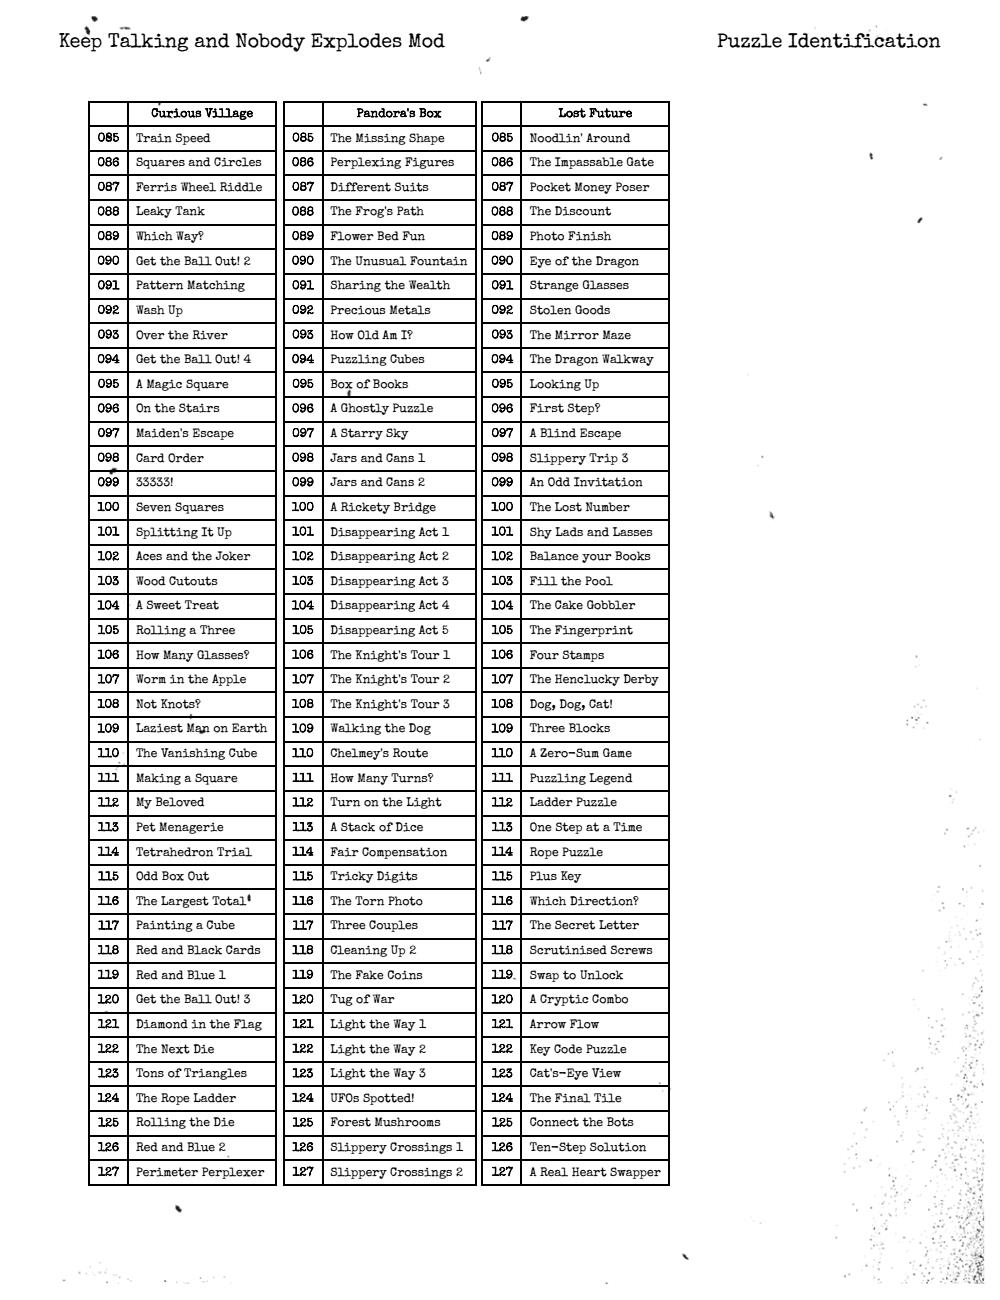 Keep Talking and Nobody Explodes Mod Puzzle Identification
Curious Village Pandora's Box Lost Future
085 Train Speed 085 The Missing Shape 085 Noodlin' Around
086 Squares and Circles 086 Perplexing Figures 086 The Impassable Gate
087 Ferris Wheel Riddle 087 Different Suits 087 Pocket Money Poser
088 Leaky Tank 088 The Frog's Path 088 The Discount
089 Which Way? 089 Flower Bed Fun 089 Photo Finish
090 Get the Ball Out! 2 090 The Unusual Fountain 090 Eye of the Dragon
091 Pattern Matching 091 Sharing the Wealth 091 Strange Glasses
092 Wash Up 092 Precious Metals 092 Stolen Goods
093 Over the River 093 How Old Am I? 093 The Mirror Maze
094 Get the Ball Out! 4 094 Puzzling Cubes 094 The Dragon Walkway
095 A Magic Square 095 Box of Books 095 Looking Up
096 On the Stairs 096 A Ghostly Puzzle 096 First Step?
097 Maiden's Escape 097 A Starry Sky 097 A Blind Escape
098 Card Order 098 Jars and Cans 1 098 Slippery Trip 3
099 33333! 099 Jars and Cans 2 099 An Odd Invitation
100 Seven Squares 100 A Rickety Bridge 100 The Lost Number
101 Splitting It Up 101 Disappearing Act 1 101 Shy Lads and Lasses
102 Aces and the Joker 102 Disappearing Act 2 102 Balance your Books
103 Wood Cutouts 103 Disappearing Act 3 103 Fill the Pool
104 A Sweet Treat 104 Disappearing Act 4 104 The Cake Gobbler
105 Rolling a Three 105 Disappearing Act 5 105 The Fingerprint
106 How Many Glasses? 106 The Knight's Tour 1 106 Four Stamps
107 Worm in the Apple 107 The Knight's Tour 2 107 The Henclucky Derby
108 Not Knots? 108 The Knight's Tour 3 108 Dog, Dog, Cat!
109 Laziest Man on Earth 109 Walking the Dog 109 Three Blocks
110 The Vanishing Cube 110 Chelmey's Route 110 A Zero-Sum Game
111 Making a Square 111 How Many Turns? 111 Puzzling Legend
112 My Beloved 112 Turn on the Light 112 Ladder Puzzle
113 Pet Menagerie 113 A Stack of Dice 113 One Step at a Time
114 Tetrahedron Trial 114 Fair Compensation 114 Rope Puzzle
115 Odd Box Out 115 Tricky Digits 115 Plus Key
116 The Largest Total 116 The Torn Photo 116 Which Direction?
117 Painting a Cube 117 Three Couples 117 The Secret Letter
118 Red and Black Cards 118 Cleaning Up 2 118 Scrutinised Screws
119 Red and Blue 1 119 The Fake Coins 119 Swap to Unlock
120 Get the Ball Out! 3 120 Tug of War 120 A Cryptic Combo
121 Diamond in the Flag 121 Light the Way 1 121 Arrow Flow
122 The Next Die 122 Light the Way 2 122 Key Code Puzzle
123 Tons of Triangles 123 Light the Way 3 123 Cat's-Eye View
124 The Rope Ladder 124 UFOs Spotted! 124 The Final Tile
125 Rolling the Die 125 Forest Mushrooms 125 Connect the Bots
126 Red and Blue 2 126 Slippery Crossings 1 126 Ten-Step Solution
127 Perimeter Perplexer 127 Slippery Crossings 2 127 A Real Heart Swapper